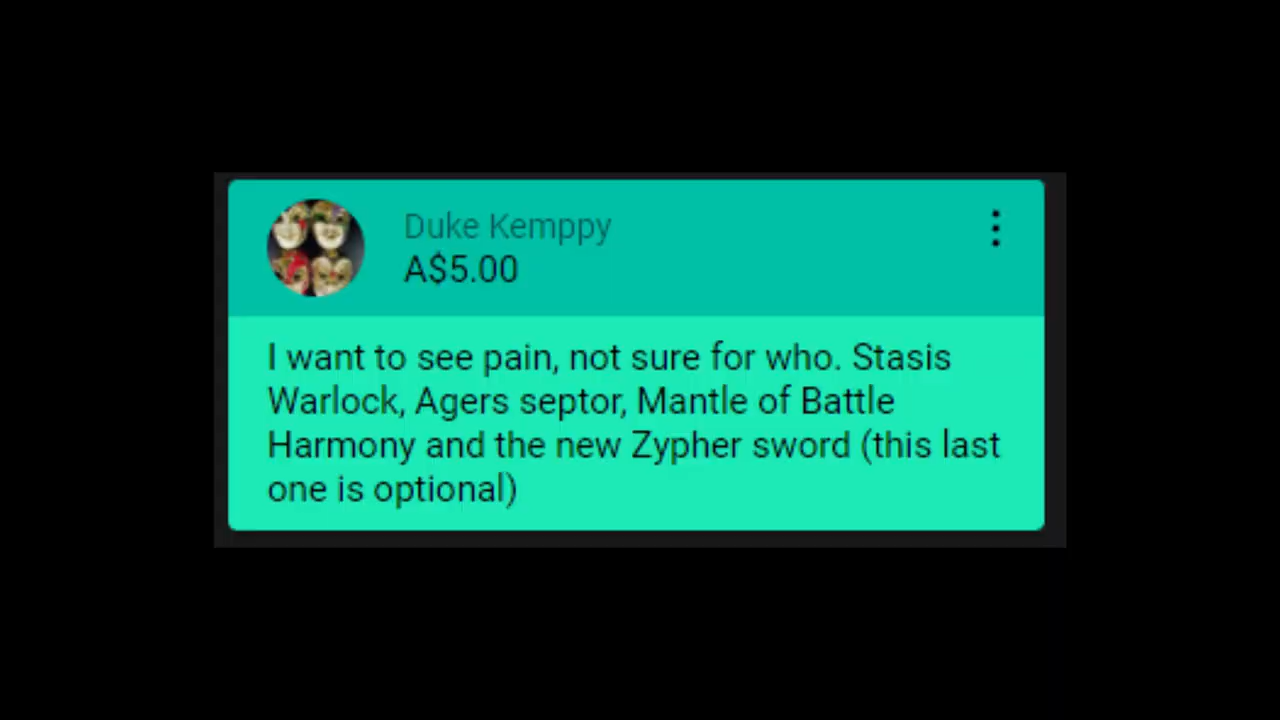 Duke Kemppy
A$5.00
I want to see pain, not sure for who. Stasis
Warlock, Agers septor, Mantle of Battle
Harmony and the new Zypher sword (this last
one is optional)